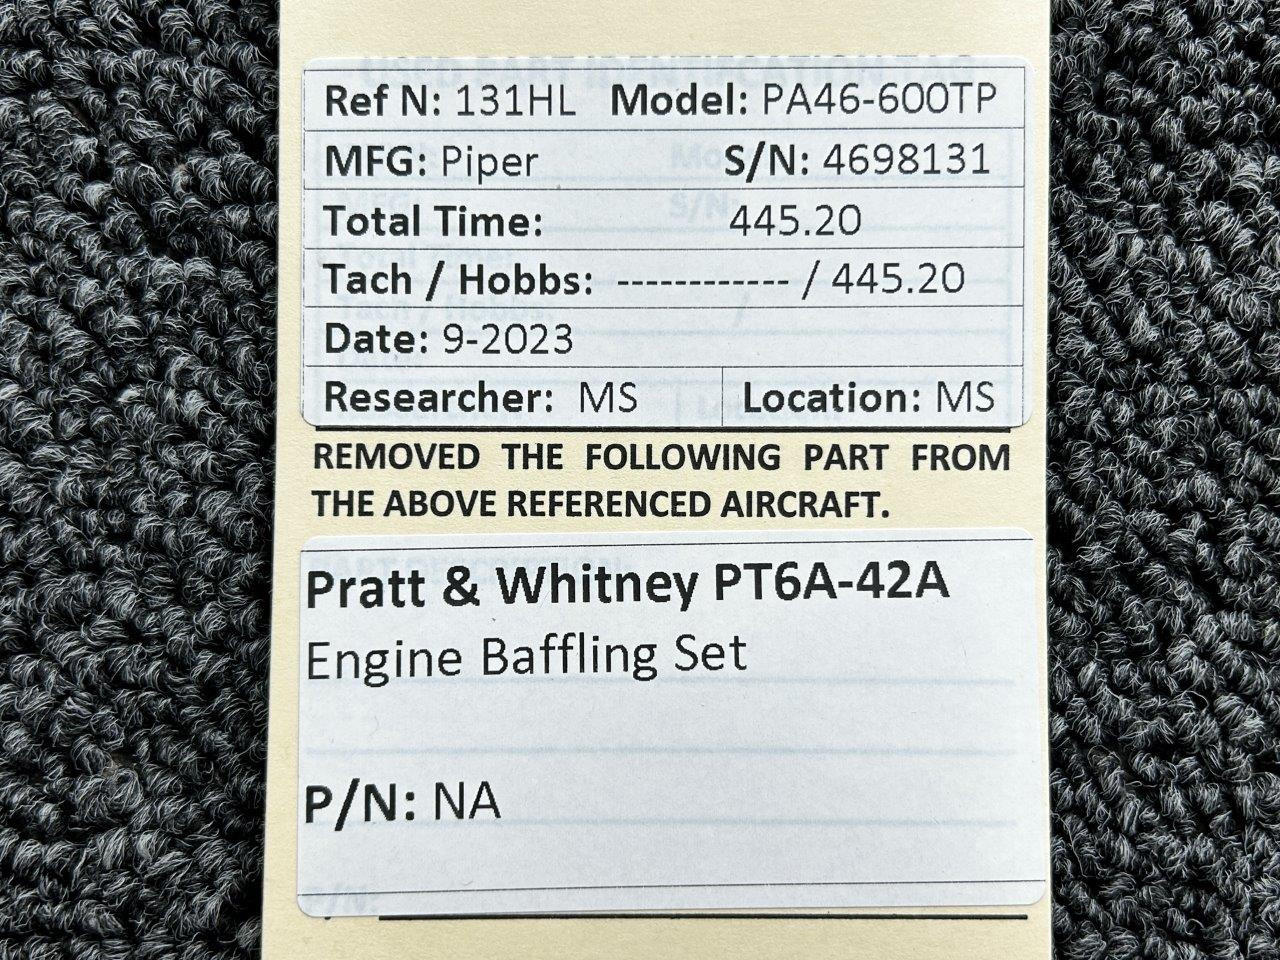 Ref N: 131HL Model: PA46-600TP
MFG: Piper S/N: 4698131
Total Time: 445.20
Tach / Hobbs: ------------ / 445.20
Date: 9-2023
Researcher: MS Location: MS
REMOVED THE FOLLOWING PART FROM
THE ABOVE REFERENCED AIRCRAFT.
Pratt & Whitney PT6A-42A
Engine Baffling Set
P/N: NA
P/N: